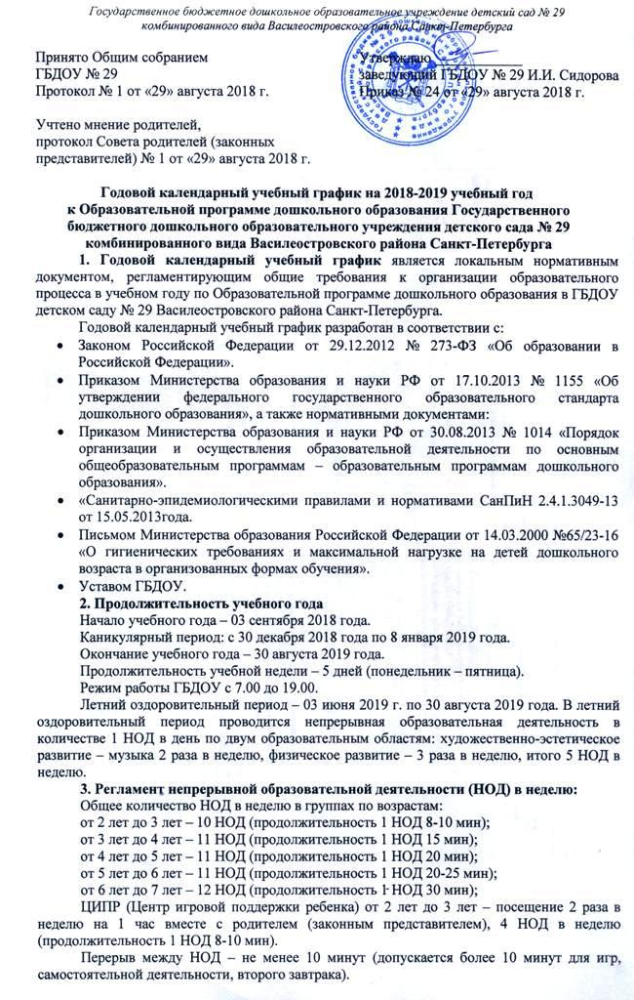 Государственное бюджетное дошкольное образовательное учреждение детский сад № 29
комбинированного вида Василеостровского района Санкт-Петербурга
Принято Общим собранием
ГБДОУ № 29
Протокол № 1 от «29» августа 2018 г.
Утверждаю
заведующий ГБДОУ № 29 И.И. Сидорова
Приказ № 24 от «29» августа 2018 г.
Учтено мнение родителей,
протокол Совета родителей (законных
представителей) № 1 от «29» августа 2018 г.
Годовой календарный учебный график на 2018-2019 учебный год
к Образовательной программе дошкольного образования Государственного
бюджетного дошкольного образовательного учреждения детского сада № 29
комбинированного вида Василеостровского района Санкт-Петербурга
1. Годовой календарный учебный график является локальным нормативным
документом, регламентирующим общие требования к организации образовательного
процесса в учебном году по Образовательной программе дошкольного образования в ГБДОУ
детском саду № 29 Василеостровского района Санкт-Петербурга.
Годовой календарный учебный график разработан в соответствии с:
• Законом Российской Федерации от 29.12.2012 № 273-ФЗ «Об образовании в
Российской Федерации».
• Приказом Министерства образования и науки РФ от 17.10.2013 № 1155 «Об
утверждении федерального государственного образовательного стандарта
дошкольного образования», а также нормативными документами:
• Приказом Министерства образования и науки РФ от 30.08.2013 № 1014 «Порядок
организации и осуществления образовательной деятельности по основным
общеобразовательным программам – образовательным программам дошкольного
образования».
• «Санитарно-эпидемиологическими правилами и нормативами СанПиН 2.4.1.3049-13
от 15.05.2013года.
• Письмом Министерства образования Российской Федерации от 14.03.2000 №65/23-16
«О гигиенических требованиях и максимальной нагрузке на детей дошкольного
возраста в организованных формах обучения».
• Уставом ГБДОУ.
2. Продолжительность учебного года
Начало учебного года – 03 сентября 2018 года.
Каникулярный период: с 30 декабря 2018 года по 8 января 2019 года.
Окончание учебного года – 30 августа 2019 года.
Продолжительность учебной недели – 5 дней (понедельник – пятница).
Режим работы ГБДОУ с 7.00 до 19.00.
Летний оздоровительный период – 03 июня 2019 г. по 30 августа 2019 года. В летний
оздоровительный период проводится непрерывная образовательная деятельность в
количестве 1 НОД в день по двум образовательным областям: художественно-эстетическое
развитие – музыка 2 раза в неделю, физическое развитие – 3 раза в неделю, итого 5 НОД в
неделю.
3. Регламент непрерывной образовательной деятельности (НОД) в неделю:
Общее количество НОД в неделю в группах по возрастам:
от 2 лет до 3 лет – 10 НОД (продолжительность 1 НОД 8-10 мин);
от 3 лет до 4 лет – 11 НОД (продолжительность 1 НОД 15 мин);
от 4 лет до 5 лет – 11 НОД (продолжительность 1 НОД 20 мин);
от 5 лет до 6 лет – 11 НОД (продолжительность 1 НОД 20-25 мин);
от 6 лет до 7 лет – 12 НОД (продолжительность 1 НОД 30 мин);
ЦИПР (Центр игровой поддержки ребенка) от 2 лет до 3 лет – посещение 2 раза в
неделю на 1 час вместе с родителем (законным представителем), 4 НОД в неделю
(продолжительность 1 НОД 8-10 мин).
Перерыв между НОД – не менее 10 минут (допускается более 10 минут для игр,
самостоятельной деятельности, второго завтрака).